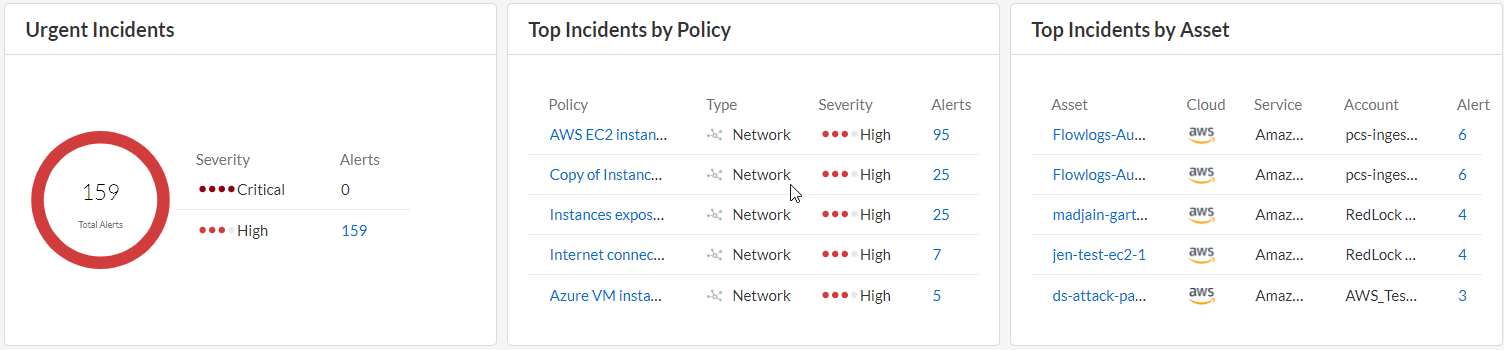 Urgent Incidents
159
Total Alerts
Severity Alerts
Critical 0
High 159
Top Incidents by Policy
Policy Type Severity Alerts
AWS EC2 instan... Network High 95
Copy of Instanc... Network High 25
Instances expos... Network High 25
Internet connec... Network High 7
Azure VM insta... Network High 5
Top Incidents by Asset
Asset Cloud Service Account Alert
Flowlogs-Au... aws Amaz... pcs-inges... 6
Flowlogs-Au... aws Amaz... pcs-inges... 6
madjain-gart... aws Amaz... RedLock ... 4
jen-test-ec2-1 aws Amaz... RedLock ... 4
ds-attack-pa... aws Amaz... AWS_Tes... 3